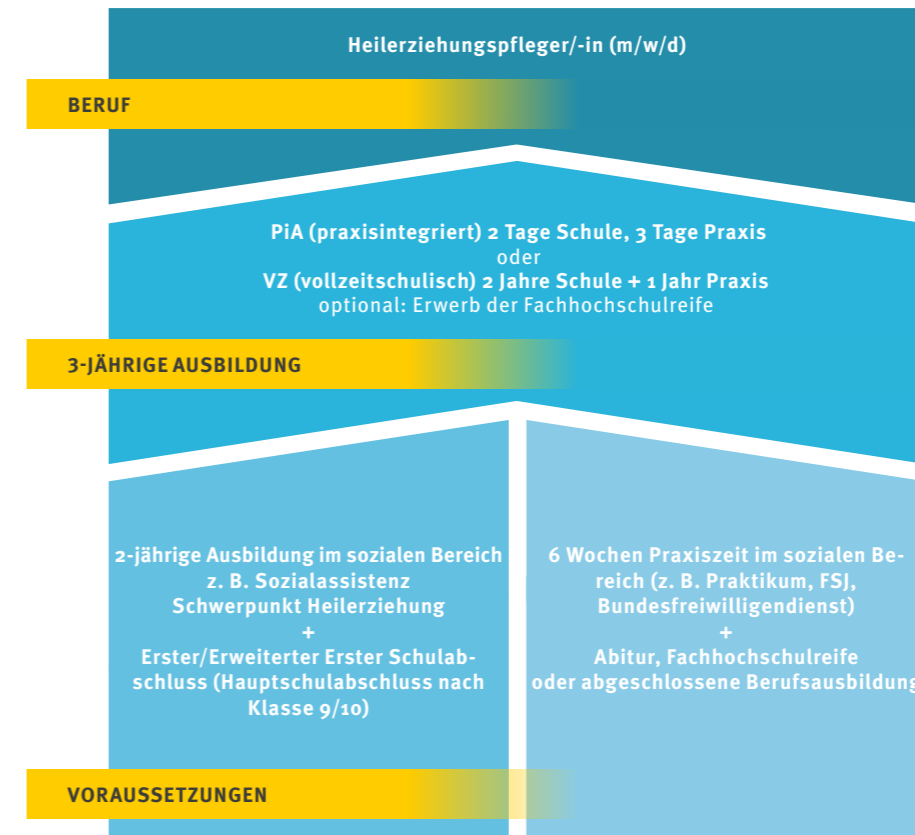 Heilerziehungspfleger/-in (m/w/d)
BERUF
PiA (praxisintegriert) 2 Tage Schule, 3 Tage Praxis
oder
VZ (vollzeitschulisch) 2 Jahre Schule + 1 Jahr Praxis
optional: Erwerb der Fachhochschulreife
3-JÄHRIGE AUSBILDUNG
2-jährige Ausbildung im sozialen Bereich
z. B. Sozialassistenz
Schwerpunkt Heilerziehung
+
Erster/Erweiterter Erster Schulab-
schluss (Hauptschulabschluss nach
Klasse 9/10)
6 Wochen Praxiszeit im sozialen Be-
reich (z. B. Praktikum, FSJ,
Bundesfreiwilligendienst)
+
Abitur, Fachhochschulreife
oder abgeschlossene Berufsausbildung
VORAUSSETZUNGEN